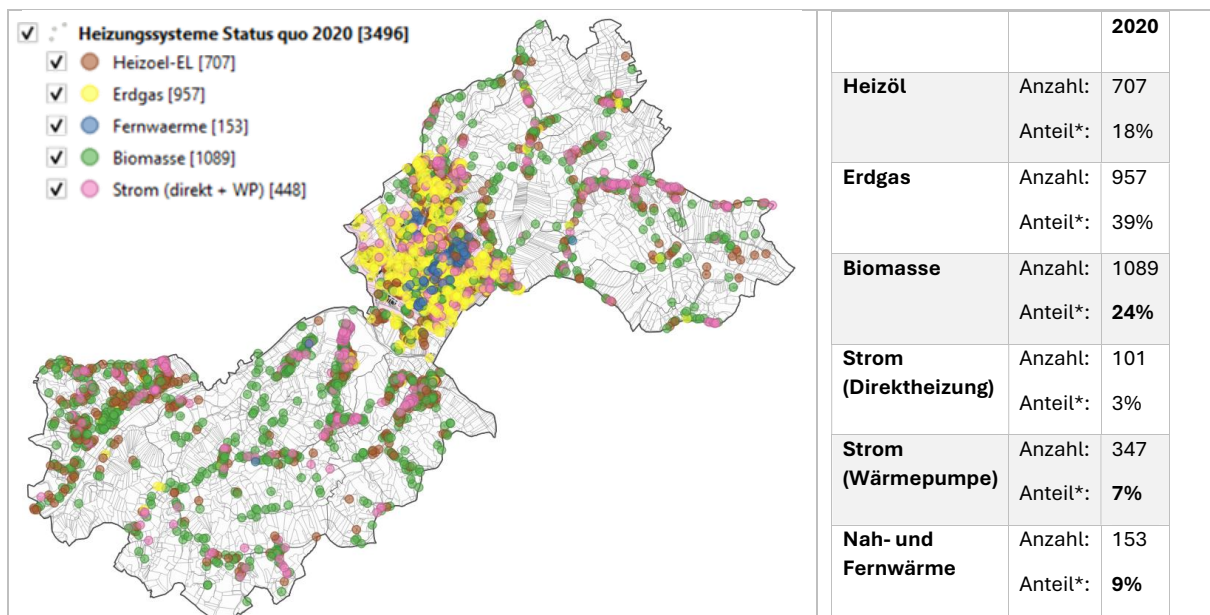 Heizungssysteme Status quo 2020 [3496]
Heizoel-EL [707]
Erdgas [957]
Fernwaerme [153]
Biomasse [1089]
Strom (direkt + WP) [448]
2020
Heizöl Anzahl: 707
Anteil*: 18%
Erdgas Anzahl: 957
Anteil*: 39%
Biomasse Anzahl: 1089
Anteil*: 24%
Strom Anzahl: 101
(Direktheizung)
Anteil*: 3%
Strom Anzahl: 347
(Wärmepumpe)
Anteil*: 7%
Nah- und Anzahl: 153
Fernwärme
Anteil*: 9%